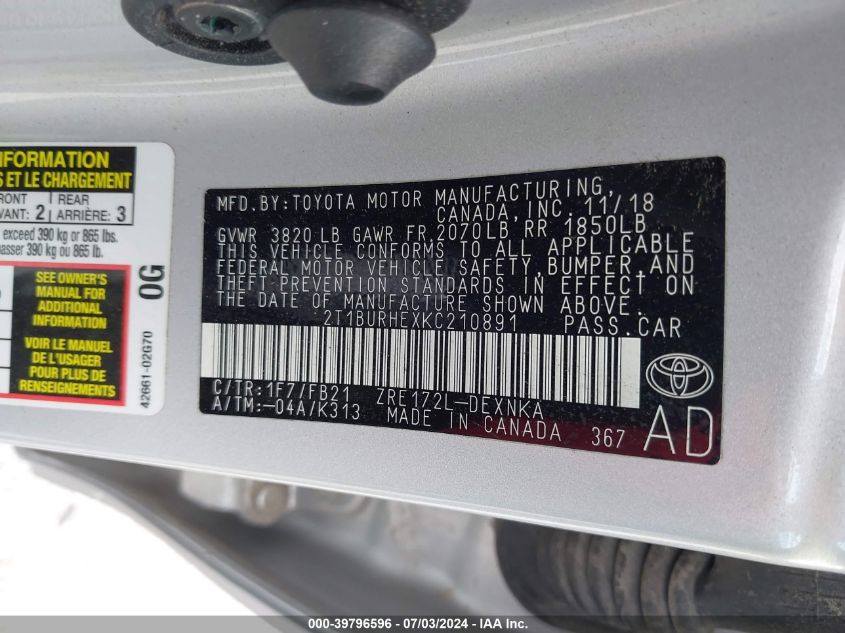 INFORMATION
S ET LE CHARGEMENT
FRONT
VANT: 2
REAR
ARRIÈRE: 3
exceed 390 kg or 865 lbs.
passer 390 kg ou 865 lb.
SEE OWNER'S
MANUAL FOR
ADDITIONAL
INFORMATION
VOIR LE MANUEL
DE L'USAGER
POUR PLUS DE
RENSEIGNEMENTS
0G
42661-02G70
MFD.BY:TOYOTA MOTOR MANUFACTURING,
CANADA, INC. 11/18
GVWR 3820 LB GAWR FR 2070LB RR 1850LB
THIS VEHICLE CONFORMS TO ALL APPLICABLE
FEDERAL MOTOR VEHICLE SAFETY, BUMPER, AND
THEFT PREVENTION STANDARDS IN EFFECT ON
THE DATE OF MANUFACTURE SHOWN ABOVE.
2T1BURHEXKC210891 PASS.CAR
C/TR:1F7/FB21 ZRE172L-DEXNKA
A/TM:-04A/K313 MADE IN CANADA 367
AD
000-39796596 - 07/03/2024 - IAAI.com.